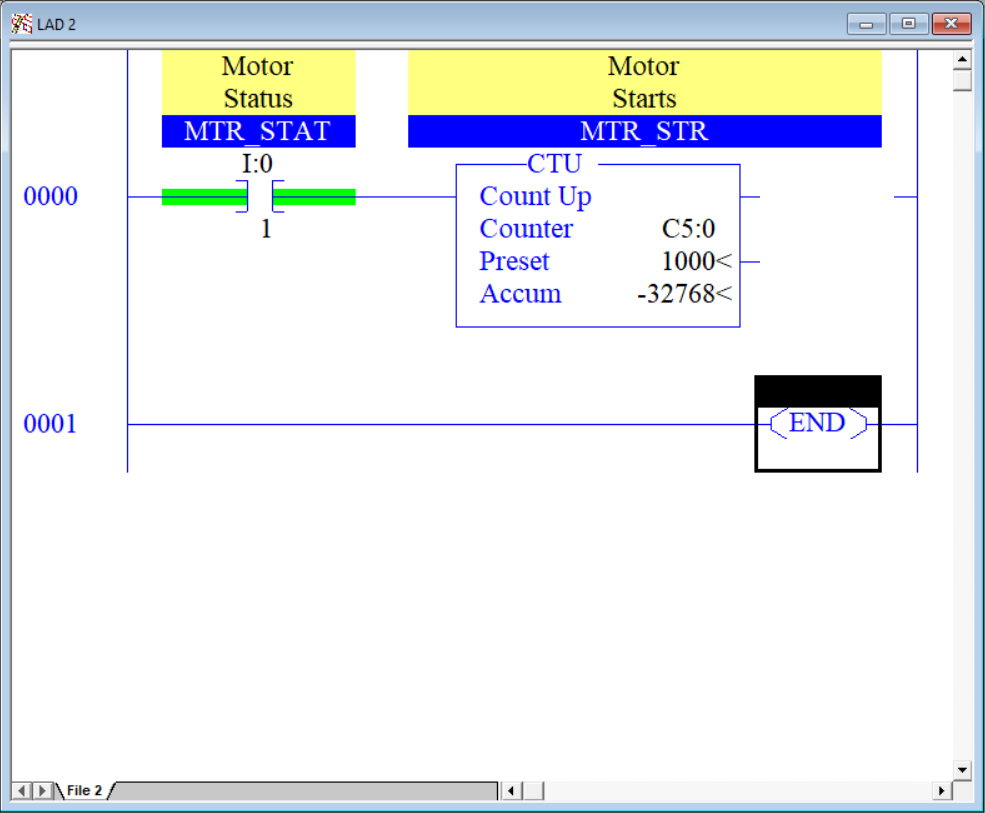 LAD 2
Motor
Status
MTR_STAT
I:0
1
Motor
Starts
MTR_STR
CTU
0000
Count Up
Counter C5:0
Preset 1000<
Accum -32768<
0001
END
File 2